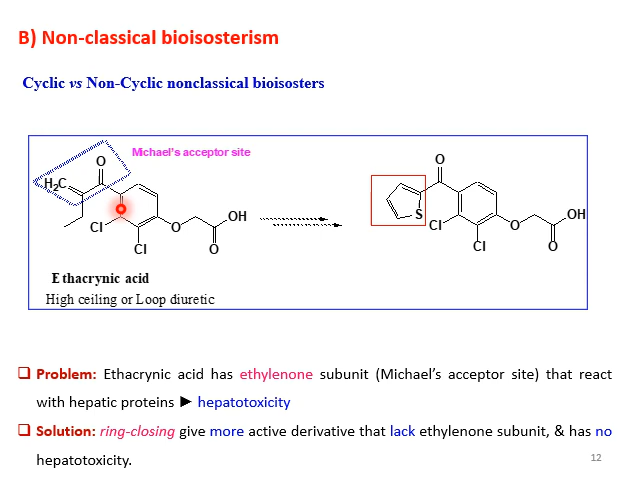 B) Non-classical bioisosterism
Cyclic vs Non-Cyclic nonclassical bioisosters
Michael's acceptor site
O
H₂C
Cl
Cl
O
O
OH
O
S
Cl
Cl
O
O
OH
Ethacrynic acid
High ceiling or Loop diuretic
❑ Problem: Ethacrynic acid has ethylenone subunit (Michael's acceptor site) that react
with hepatic proteins ► hepatotoxicity
❑ Solution: ring-closing give more active derivative that lack ethylenone subunit, & has no
hepatotoxicity.
12